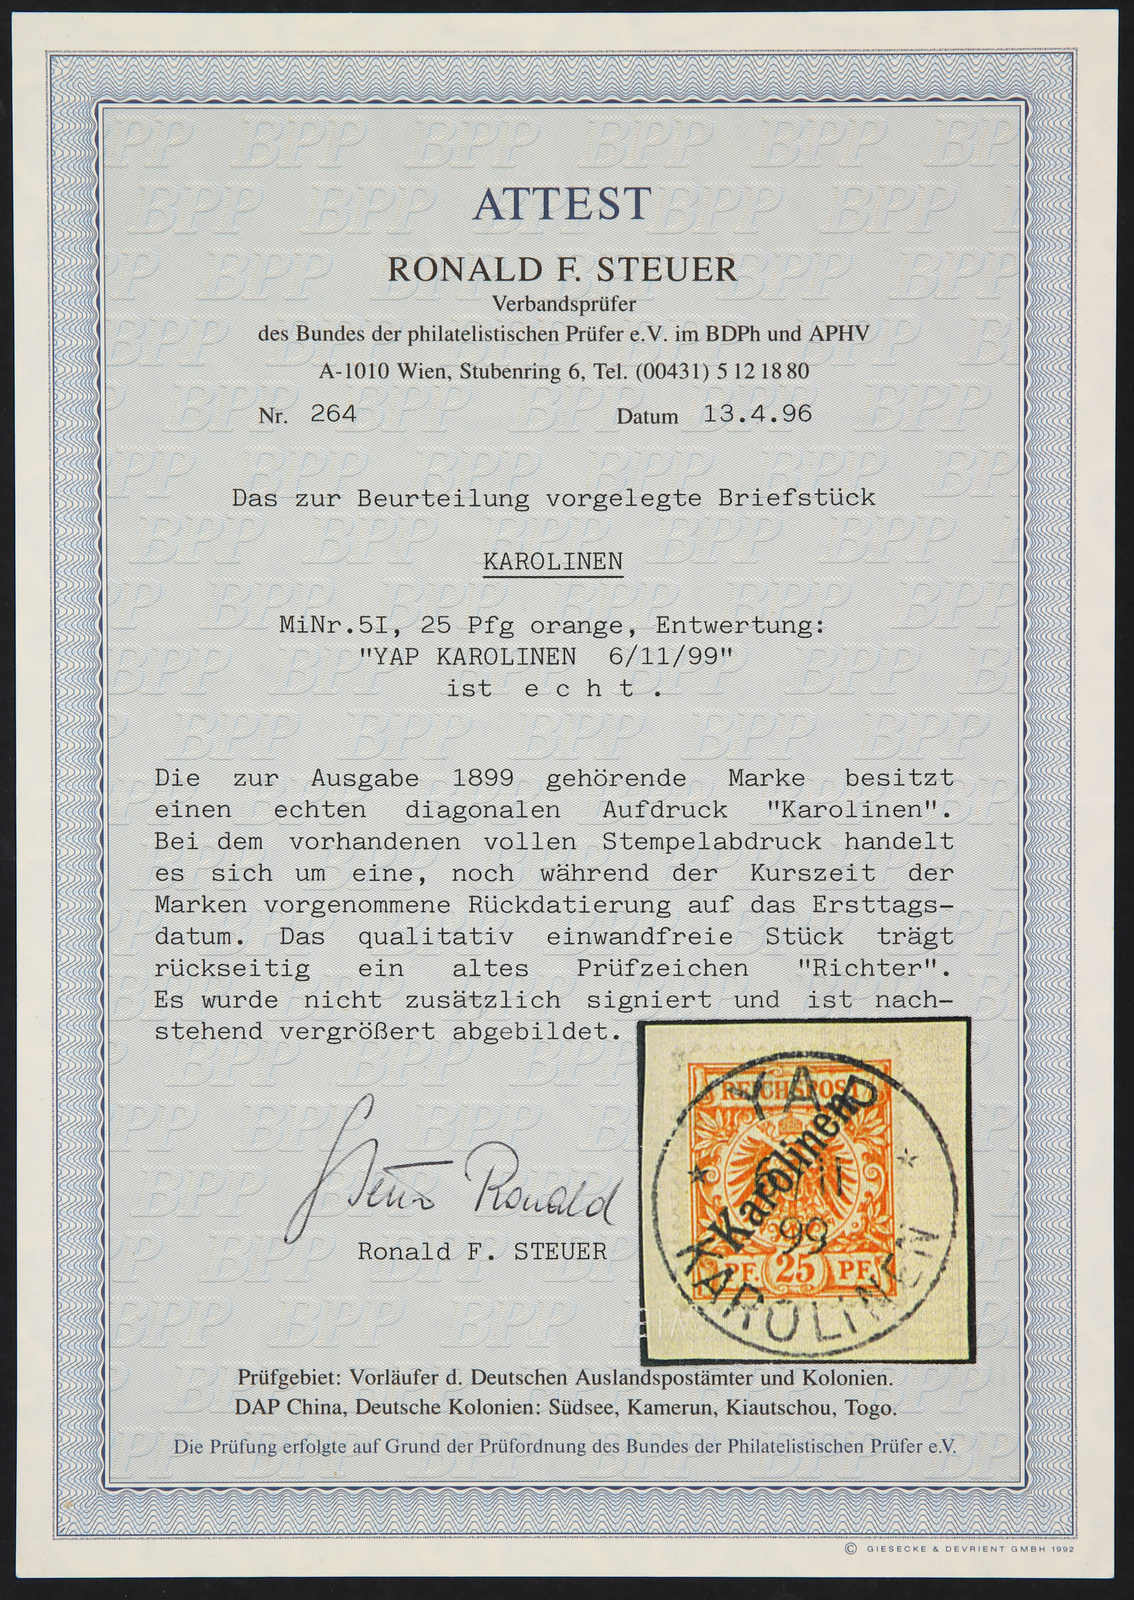 ATTEST
RONALD F. STEUER
Verbandsprüfer
des Bundes der philatelistischen Prüfer e.V. im BDPh und APHV
A-1010 Wien, Stubenring 6, Tel. (00431) 5 12 18 80
Nr. 264 Datum 13.4.96
Das zur Beurteilung vorgelegte Briefstück
KAROLINEN
MiNr.5I, 25 Pfg orange, Entwertung:
"YAP KAROLINEN 6/11/99"
ist e c h t .
Die zur Ausgabe 1899 gehörende Marke besitzt
einen echten diagonalen Aufdruck "Karolinen".
Bei dem vorhandenen vollen Stempelabdruck handelt
es sich um eine, noch während der Kurszeit der
Marken vorgenommene Rückdatierung auf das Ersttags-
datum. Das qualitativ einwandfreie Stück trägt
rückseitig ein altes Prüfzeichen "Richter".
Es wurde nicht zusätzlich signiert und ist nach-
stehend vergrößert abgebildet.
YAP
REICHSPOST
Karolinen
11
99
PF. 25 PF.
KAROLINEN
Steuer Ronald
Ronald F. STEUER
Prüfgebiet: Vorläufer d. Deutschen Auslandspostämter und Kolonien.
DAP China, Deutsche Kolonien: Südsee, Kamerun, Kiautschou, Togo.
Die Prüfung erfolgte auf Grund der Prüfordnung des Bundes der Philatelistischen Prüfer e.V.
© GIESECKE & DEVRIENT GMBH 1992